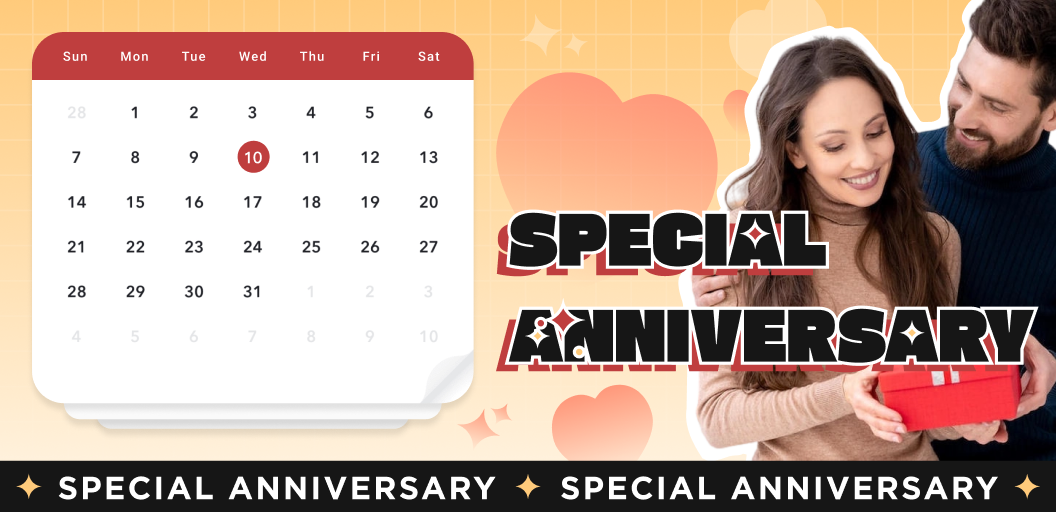 Sun Mon Tue Wed Thu Fri Sat
28 1 2 3 4 5 6
7 8 9 10 11 12 13
14 15 16 17 18 19 20
21 22 23 24 25 26 27
28 29 30 31 1 2 3
4 5 6 7 8 9 10
SPECIAL
ANNIVERSARY
SPECIAL ANNIVERSARY SPECIAL ANNIVERSARY